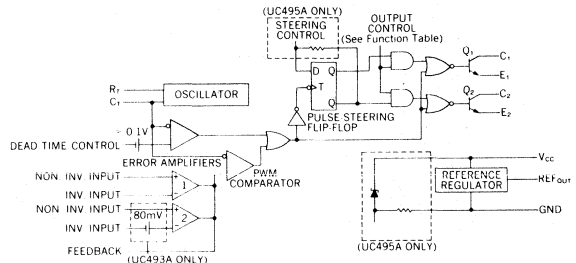 (UC495A ONLY)
STEERING
CONTROL
OUTPUT
CONTROL
(See Function Table)
Q₁
C₁
E₁
D Q
T
Q
Q₂
C₂
E₂
PULSE STEERING
FLIP-FLOP
R_T
C_T
OSCILLATOR
0.1V
DEAD TIME CONTROL
ERROR AMPLIFIERS
PWM
COMPARATOR
NON INV. INPUT
1
INV. INPUT
NON INV. INPUT
80mV
2
INV INPUT
FEEDBACK
(UC493A ONLY)
V_CC
REFERENCE
REGULATOR
REF_OUT
GND
(UC495A ONLY)